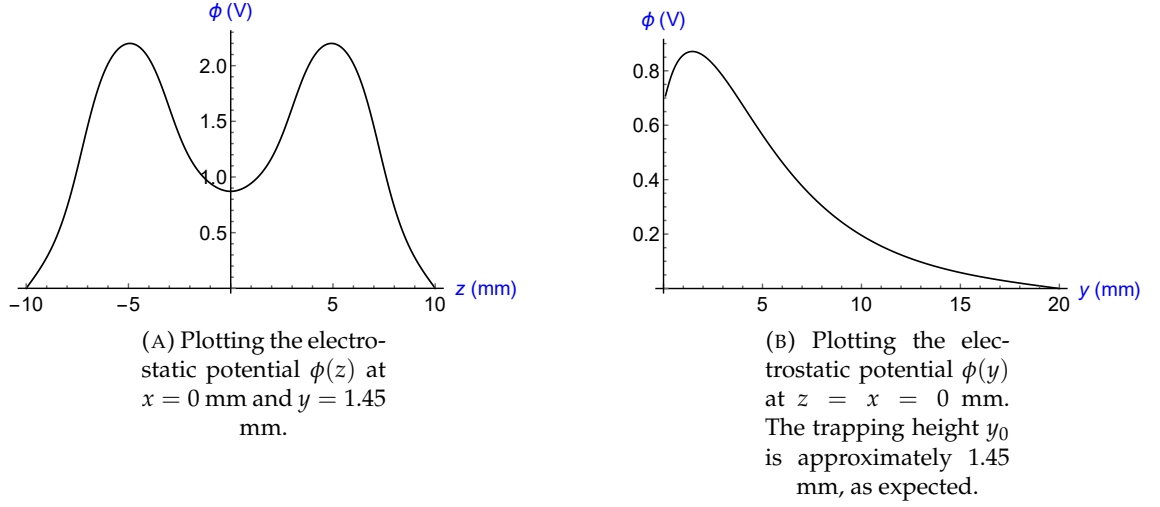 ϕ (V)
2.0
1.5
1.0
0.5
−10
−5
5
10
z (mm)
(A) Plotting the electro-
static potential ϕ(z) at
x = 0 mm and y = 1.45
mm.
ϕ (V)
0.8
0.6
0.4
0.2
5
10
15
20
y (mm)
(B) Plotting the elec-
trostatic potential ϕ(y)
at z = x = 0 mm.
The trapping height y₀
is approximately 1.45
mm, as expected.